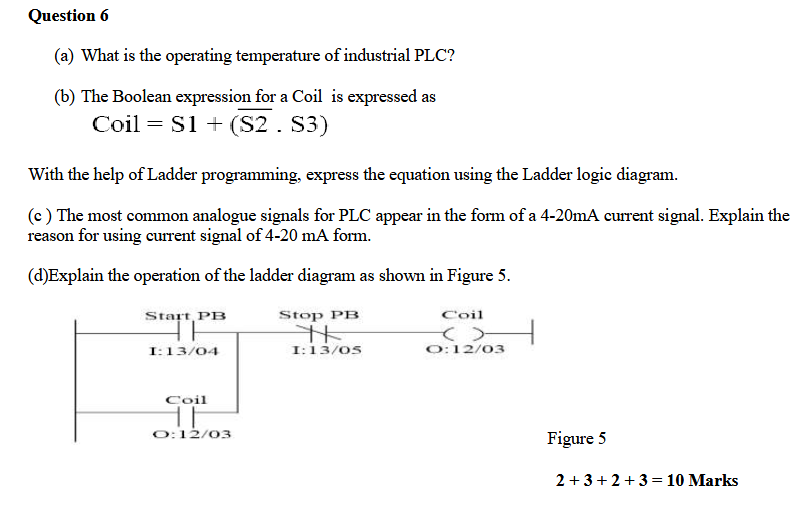 Question 6
(a) What is the operating temperature of industrial PLC?
(b) The Boolean expression for a Coil is expressed as
Coil = S1 + (S̅2̅ . S3)
With the help of Ladder programming, express the equation using the Ladder logic diagram.
(c ) The most common analogue signals for PLC appear in the form of a 4-20mA current signal. Explain the
reason for using current signal of 4-20 mA form.
(d)Explain the operation of the ladder diagram as shown in Figure 5.
Start PB Stop PB Coil
I:13/04 I:13/05 O:12/03
Coil
O:12/03
Figure 5
2 + 3 + 2 + 3 = 10 Marks